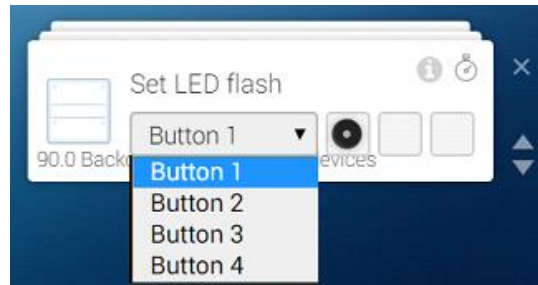 Set LED flash
Button 1
90.0 Back evices
Button 1
Button 2
Button 3
Button 4